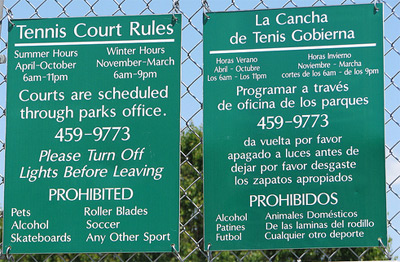 Tennis Court Rules
Summer Hours
April-October
6am-11pm
Winter Hours
November-March
6am-9pm
Courts are scheduled
through parks office.
459-9773
Please Turn Off
Lights Before Leaving
PROHIBITED
Pets
Alcohol
Skateboards
Roller Blades
Soccer
Any Other Sport
La Cancha
de Tenis Gobierna
Horas Verano
Abril - Octubre
Los 6am - Los 11pm
Horas Invierno
Noviembre - Marcha
cortes de los 6am - de los 9pm
Programar a través
de oficina de los parques
459-9773
da vuelta por favor
apagado a luces antes de
dejar por favor desgaste
los zapatos apropiados
PROHIBIDOS
Alcohol
Patines
Futbol
Animales Domésticos
De las laminas del rodillo
Cualquier otro deporte